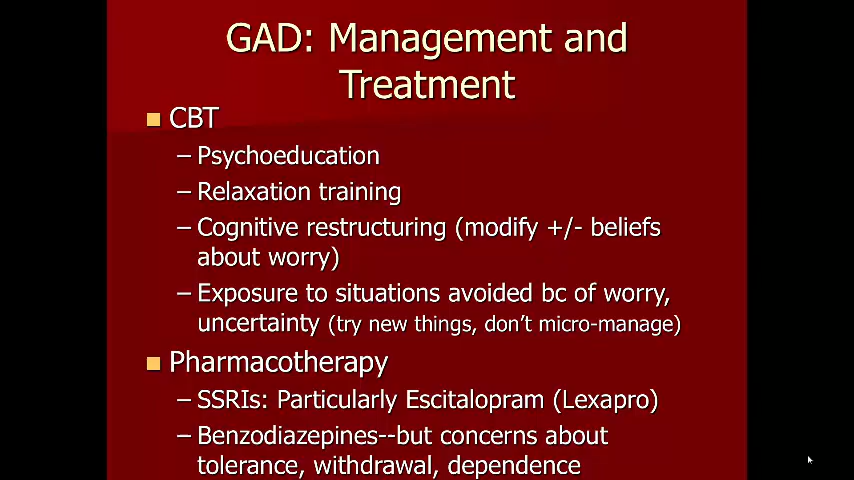 GAD: Management and
Treatment
CBT
– Psychoeducation
– Relaxation training
– Cognitive restructuring (modify +/- beliefs
about worry)
– Exposure to situations avoided bc of worry,
uncertainty (try new things, don't micro-manage)
Pharmacotherapy
– SSRIs: Particularly Escitalopram (Lexapro)
– Benzodiazepines--but concerns about
tolerance, withdrawal, dependence